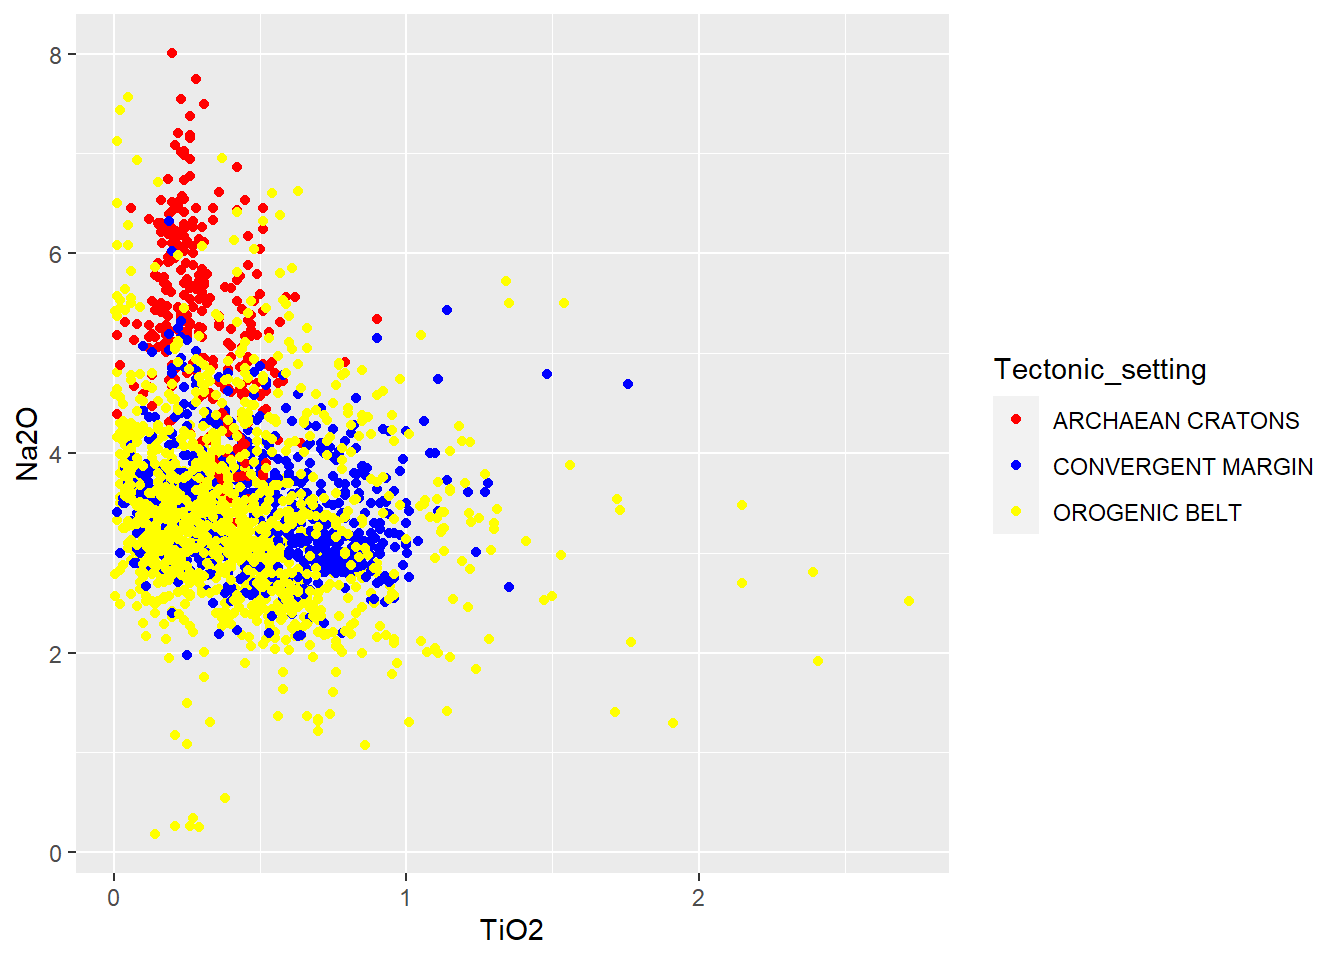 8
6
4
2
0
Na2O
0
1
2
TiO2
Tectonic_setting
ARCHAEAN CRATONS
CONVERGENT MARGIN
OROGENIC BELT